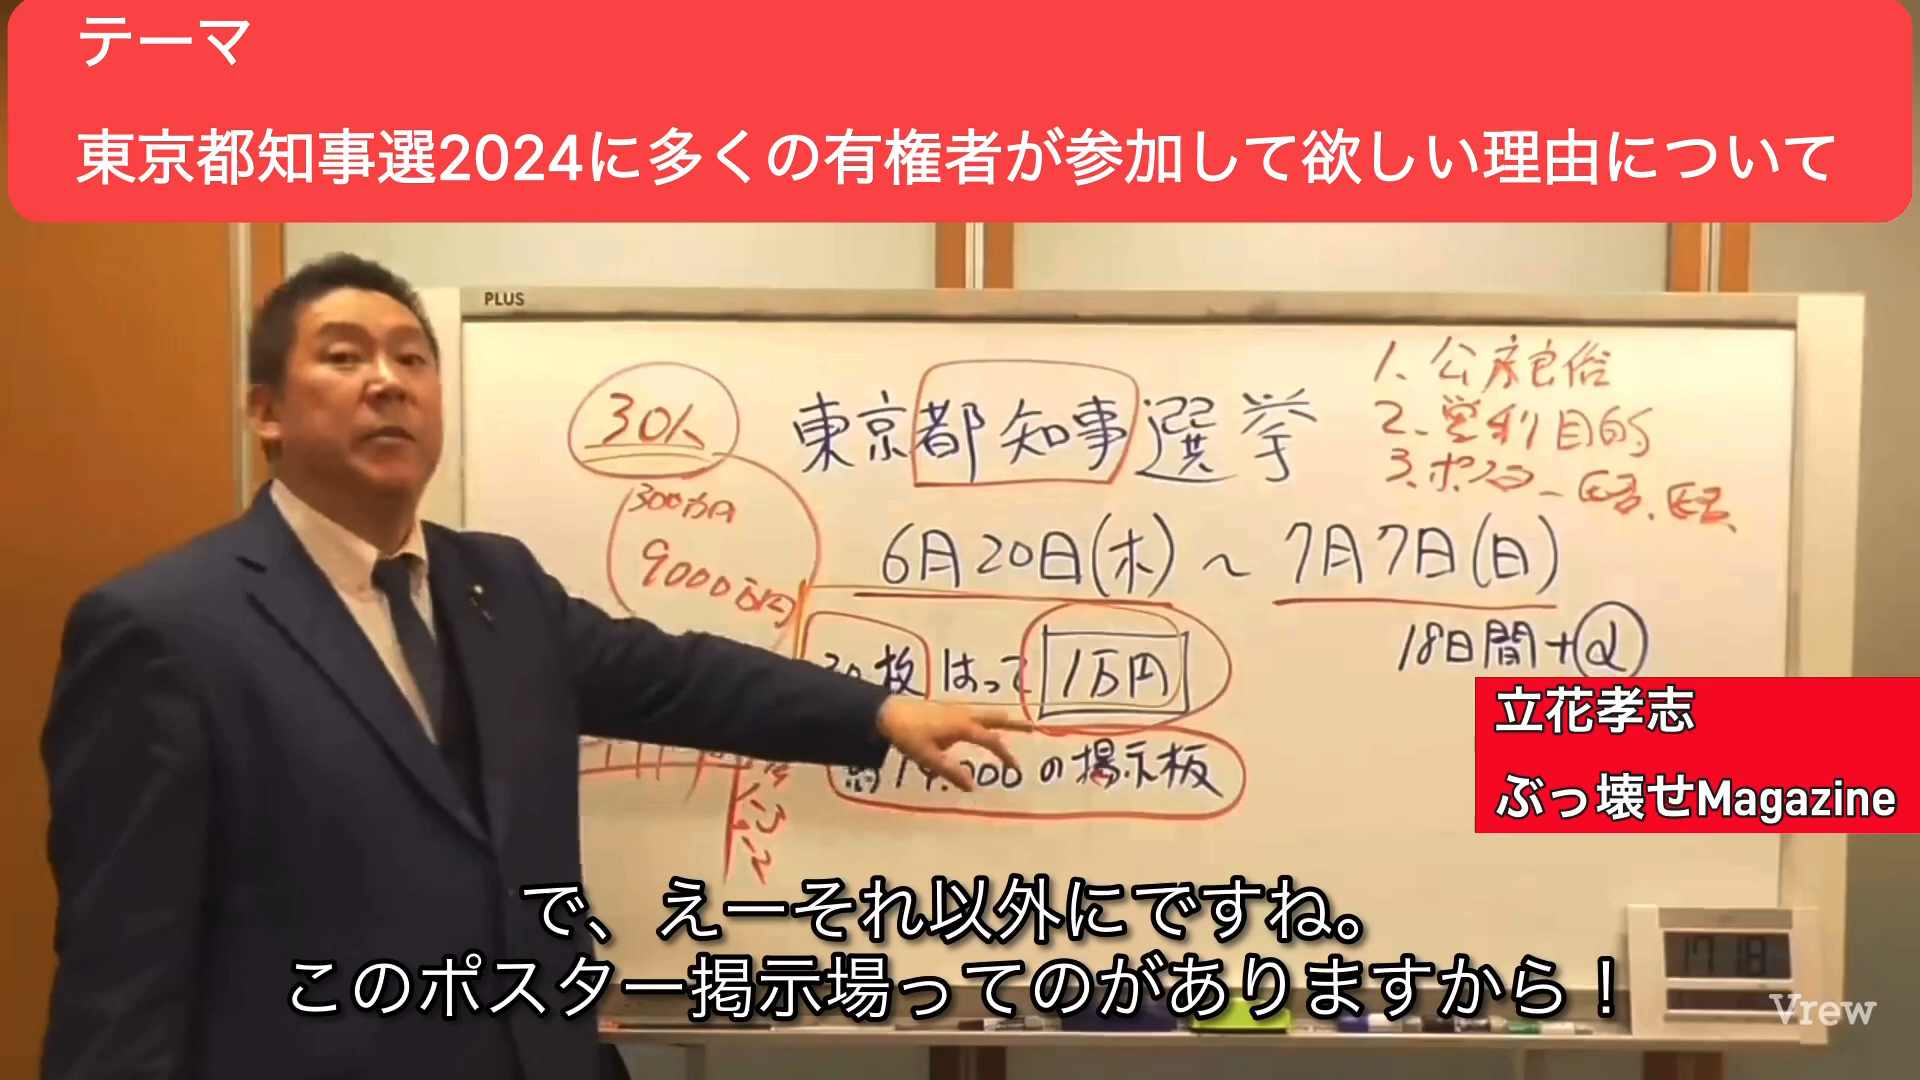 テーマ
東京都知事選2024に多くの有権者が参加して欲しい理由について
PLUS
30人
300万円
9000万円
東京都知事選挙
1、公序良俗
2、営利目的
6月20日(木)～7月7日(日)
18日間+α
枚はって 1万円
の掲示板
立花孝志
ぶっ壊せMagazine
で、えーそれ以外にですね。
このポスター掲示場ってのがありますから！
17:18
Vrew